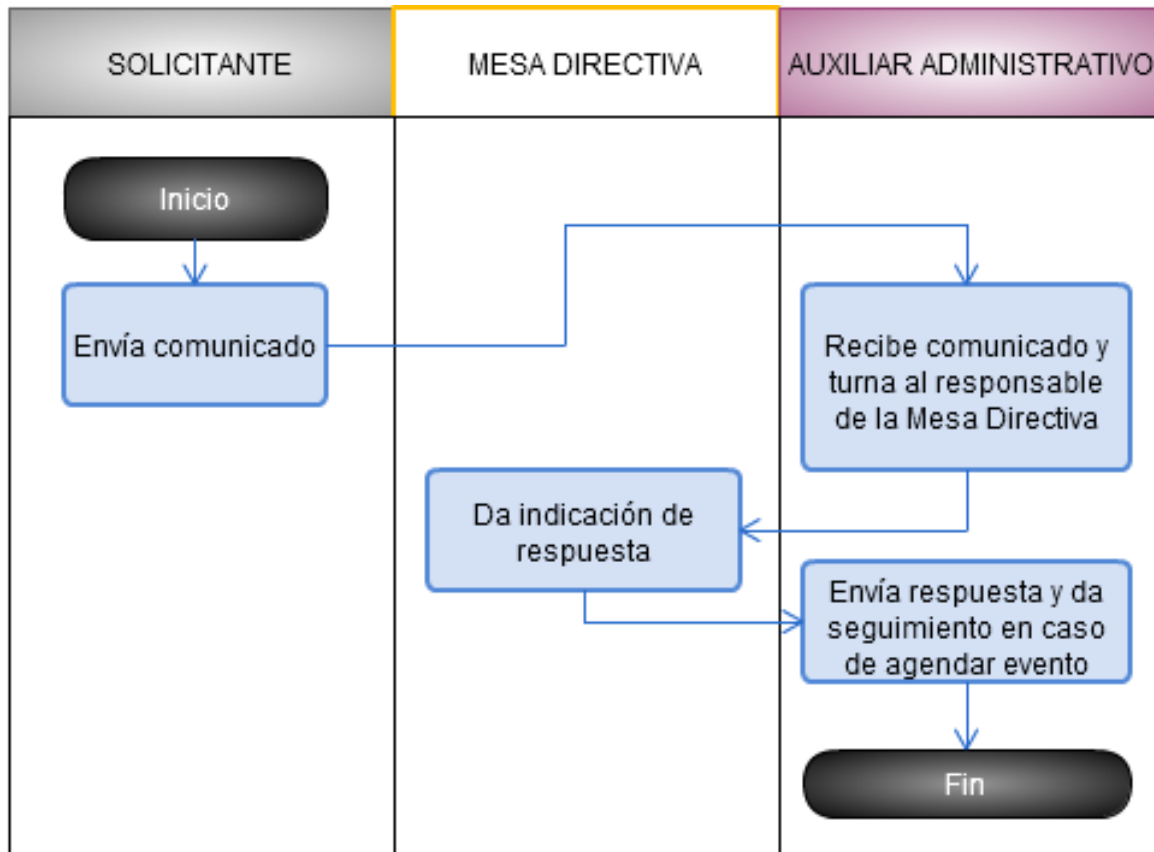 SOLICITANTE
MESA DIRECTIVA
AUXILIAR ADMINISTRATIVO
Inicio
Envía comunicado
Recibe comunicado y
turna al responsable
de la Mesa Directiva
Da indicación de
respuesta
Envía respuesta y da
seguimiento en caso
de agendar evento
Fin